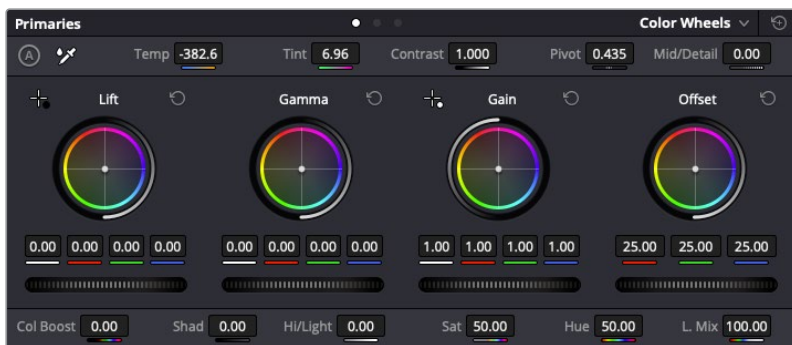 Primaries Color Wheels
A Temp -382.6 Tint 6.96 Contrast 1.000 Pivot 0.435 Mid/Detail 0.00
Lift Gamma Gain Offset
0.00 0.00 0.00 0.00 0.00 0.00 0.00 0.00 1.00 1.00 1.00 1.00 25.00 25.00 25.00
Col Boost 0.00 Shad 0.00 Hi/Light 0.00 Sat 50.00 Hue 50.00 L. Mix 100.00